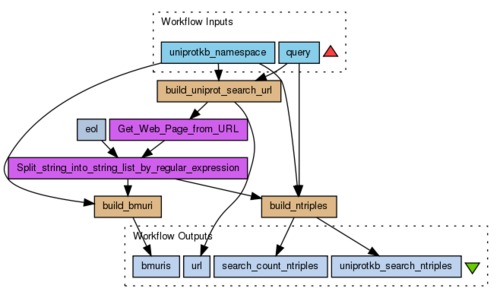 Workflow Inputs
uniprotkb_namespace
query
build_uniprot_search_url
eol
Get_Web_Page_from_URL
Split_string_into_string_list_by_regular_expression
build_bmuri
build_ntriples
Workflow Outputs
bmuris
url
search_count_ntriples
uniprotkb_search_ntriples